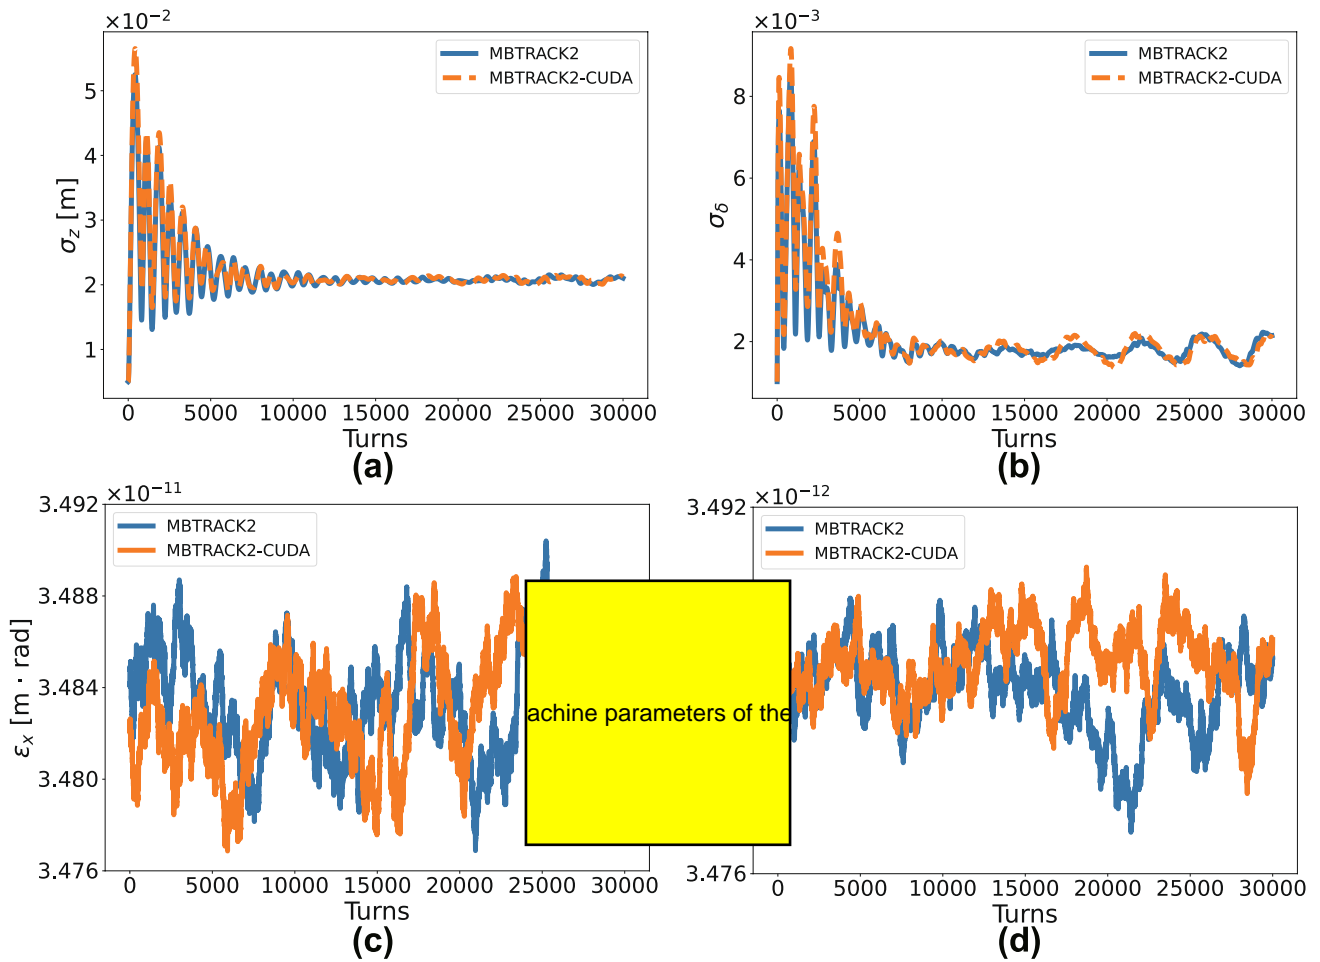 ×10−2
MBTRACK2
MBTRACK2-CUDA
5
4
3
2
1
σz [m]
0 5000 10000 15000 20000 25000 30000
Turns
(a)
×10−3
MBTRACK2
MBTRACK2-CUDA
8
6
4
2
σδ
0 5000 10000 15000 20000 25000 30000
Turns
(b)
×10−11
3.492
MBTRACK2
MBTRACK2-CUDA
3.488
3.484
3.480
3.476
εx [m · rad]
0 5000 10000 15000 20000 25000 30000
Turns
(c)
achine parameters of the
×10−12
3.492
MBTRACK2
MBTRACK2-CUDA
3.476
5000 10000 15000 20000 25000 30000
0
Turns
(d)